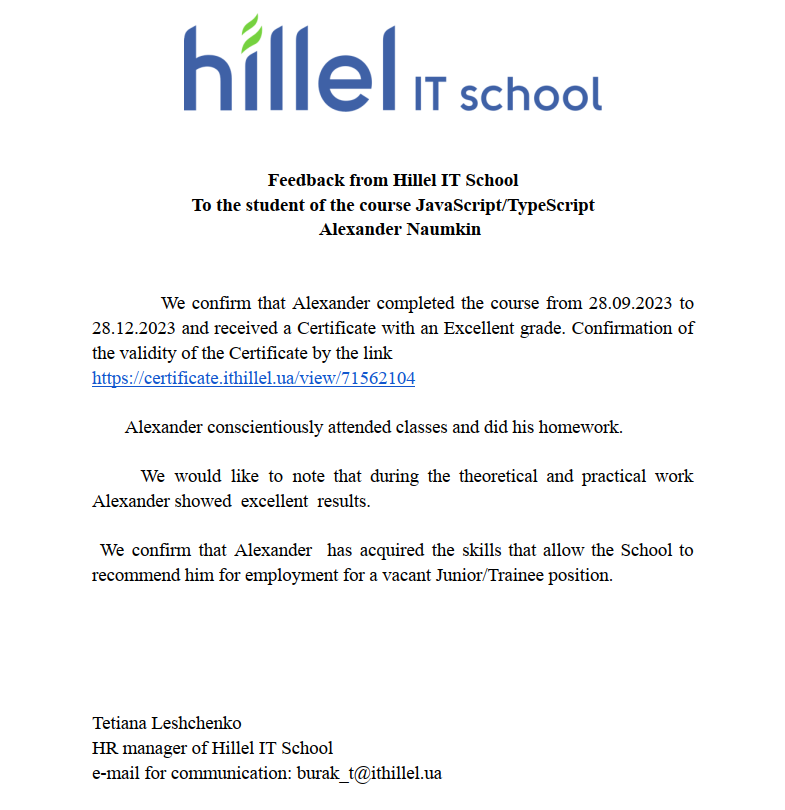 hillel IT school
Feedback from Hillel IT School
To the student of the course JavaScript/TypeScript
Alexander Naumkin
We confirm that Alexander completed the course from 28.09.2023 to
28.12.2023 and received a Certificate with an Excellent grade. Confirmation of
the validity of the Certificate by the link
https://certificate.ithillel.ua/view/71562104
Alexander conscientiously attended classes and did his homework.
We would like to note that during the theoretical and practical work
Alexander showed excellent results.
We confirm that Alexander has acquired the skills that allow the School to
recommend him for employment for a vacant Junior/Trainee position.
Tetiana Leshchenko
HR manager of Hillel IT School
e-mail for communication: burak_t@ithillel.ua